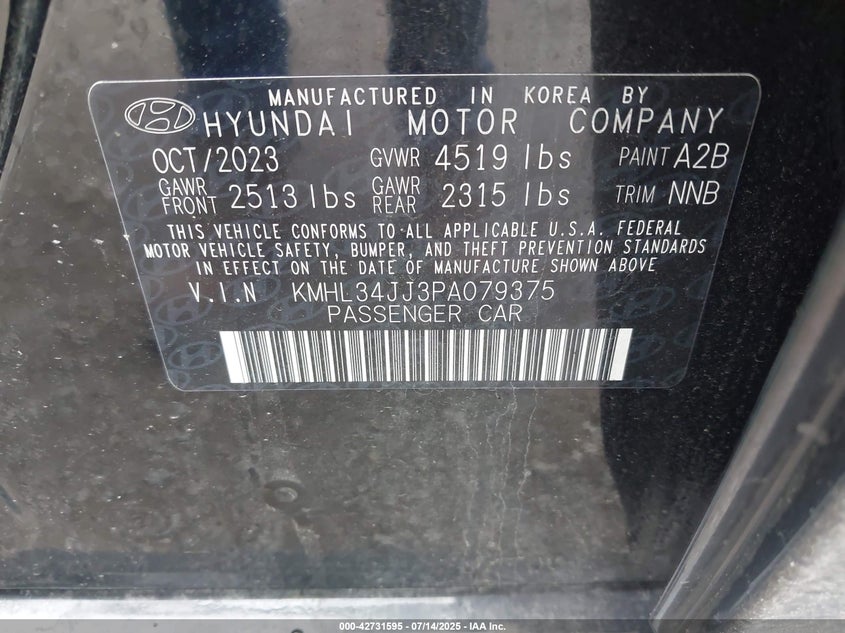 MANUFACTURED IN KOREA BY
HYUNDAI MOTOR COMPANY
OCT/2023 GVWR 4519 lbs PAINT A2B
GAWR FRONT 2513 lbs GAWR REAR 2315 lbs TRIM NNB
THIS VEHICLE CONFORMS TO ALL APPLICABLE U.S.A. FEDERAL
MOTOR VEHICLE SAFETY, BUMPER, AND THEFT PREVENTION STANDARDS
IN EFFECT ON THE DATE OF MANUFACTURE SHOWN ABOVE
V.I.N KMHL34JJ3PA079375
PASSENGER CAR
000-42731595 - 07/14/2025 - IAA Inc.